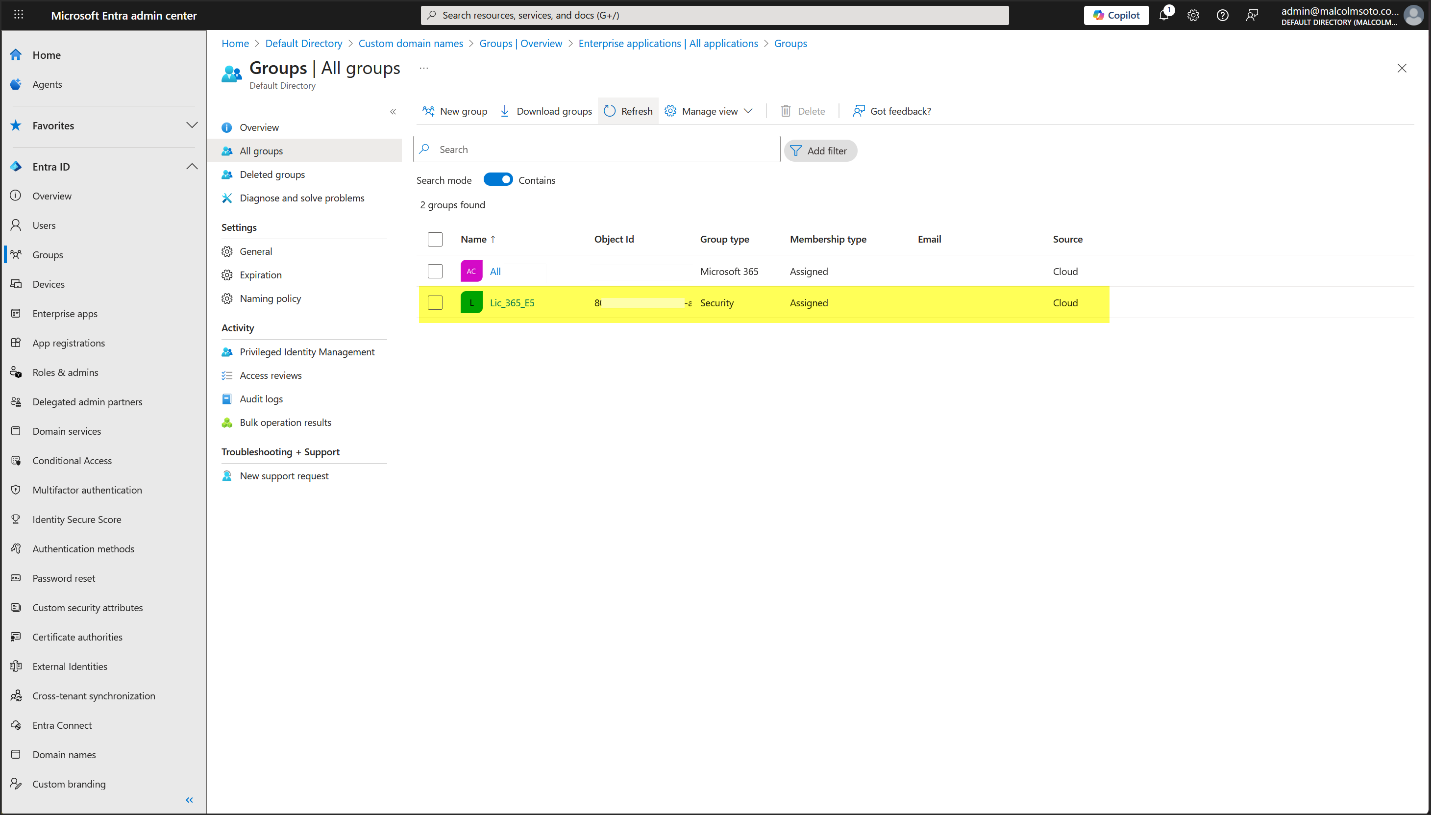 Microsoft Entra admin center
Search resources, services, and docs (G+/)
Copilot
1
admin@malcolmsoto.co...
DEFAULT DIRECTORY (MALCOLM...
Home
Agents
Favorites
Entra ID
Overview
Users
Groups
Devices
Enterprise apps
App registrations
Roles & admins
Delegated admin partners
Domain services
Conditional Access
Multifactor authentication
Identity Secure Score
Authentication methods
Password reset
Custom security attributes
Certificate authorities
External Identities
Cross-tenant synchronization
Entra Connect
Domain names
Custom branding
Home > Default Directory > Custom domain names > Groups | Overview > Enterprise applications | All applications > Groups
Groups | All groups ...
Default Directory
Overview
All groups
Deleted groups
Diagnose and solve problems
Settings
General
Expiration
Naming policy
Activity
Privileged Identity Management
Access reviews
Audit logs
Bulk operation results
Troubleshooting + Support
New support request
New group Download groups Refresh Manage view Delete Got feedback?
Search Add filter
Search mode Contains
2 groups found
Name ↑ Object Id Group type Membership type Email Source
AC All Microsoft 365 Assigned Cloud
L Lic_365_E5 8 -a Security Assigned Cloud